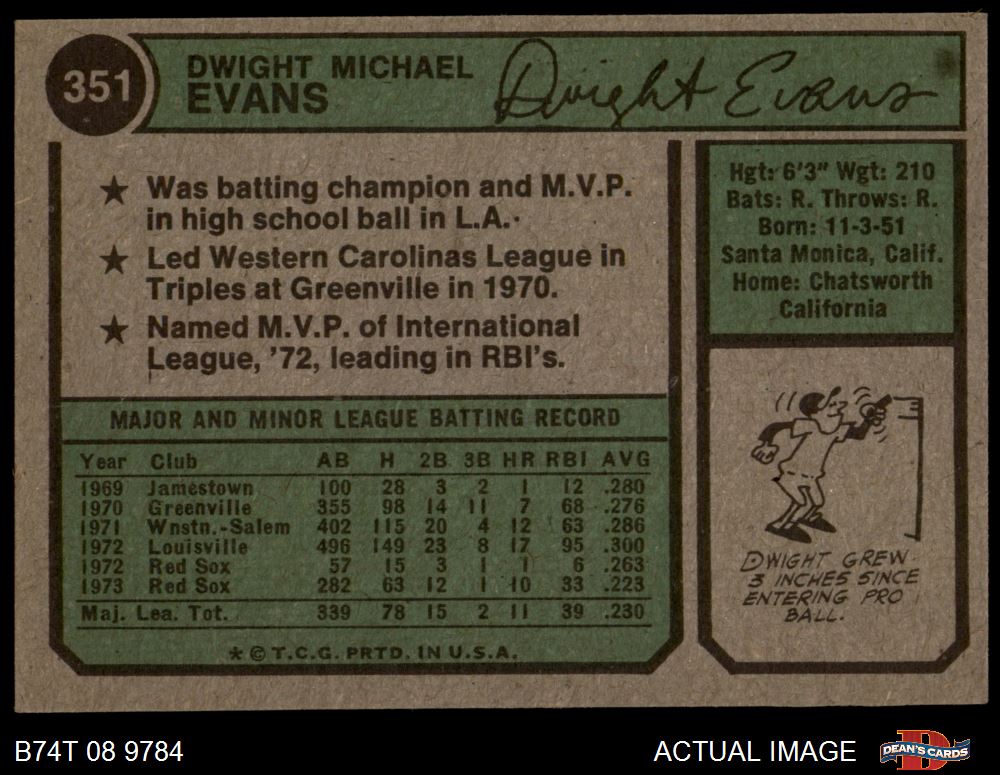 351
DWIGHT MICHAEL
EVANS
Dwight Evans
★ Was batting champion and M.V.P.
in high school ball in L.A.
★ Led Western Carolinas League in
Triples at Greenville in 1970.
★ Named M.V.P. of International
League, '72, leading in RBI's.
MAJOR AND MINOR LEAGUE BATTING RECORD
Year Club AB H 2B 3B HR RBI AVG
1969 Jamestown 100 28 3 2 1 12 .280
1970 Greenville 355 98 14 11 7 68 .276
1971 Wnstn.-Salem 402 115 20 4 12 63 .286
1972 Louisville 496 149 23 8 17 95 .300
1972 Red Sox 57 15 3 1 1 6 .263
1973 Red Sox 282 63 12 1 10 33 .223
Maj. Lea. Tot. 339 78 15 2 11 39 .230
* © T.C.G. PRTD. IN U.S.A.
Hgt: 6'3" Wgt: 210
Bats: R. Throws: R.
Born: 11-3-51
Santa Monica, Calif.
Home: Chatsworth
California
DWIGHT GREW
3 INCHES SINCE
ENTERING PRO
BALL.
B74T 08 9784
ACTUAL IMAGE
DEAN'S CARDS